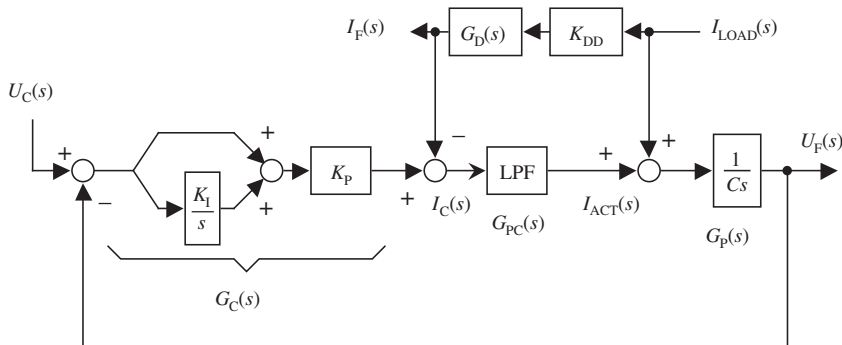 I_F(s)
G_D(s)
K_DD
I_LOAD(s)
U_C(s)
+
−
K_I
s
+
+
K_P
+
−
I_C(s)
LPF
G_PC(s)
+
I_ACT(s)
+
1
Cs
G_P(s)
U_F(s)
G_C(s)